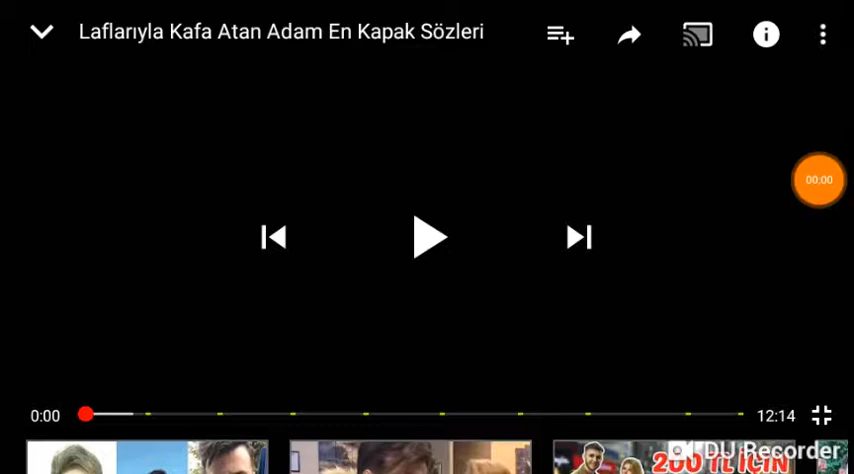 Laflarıyla Kafa Atan Adam En Kapak Sözleri
00:00
0:00
12:14
200 TL İÇİN
DU Recorder